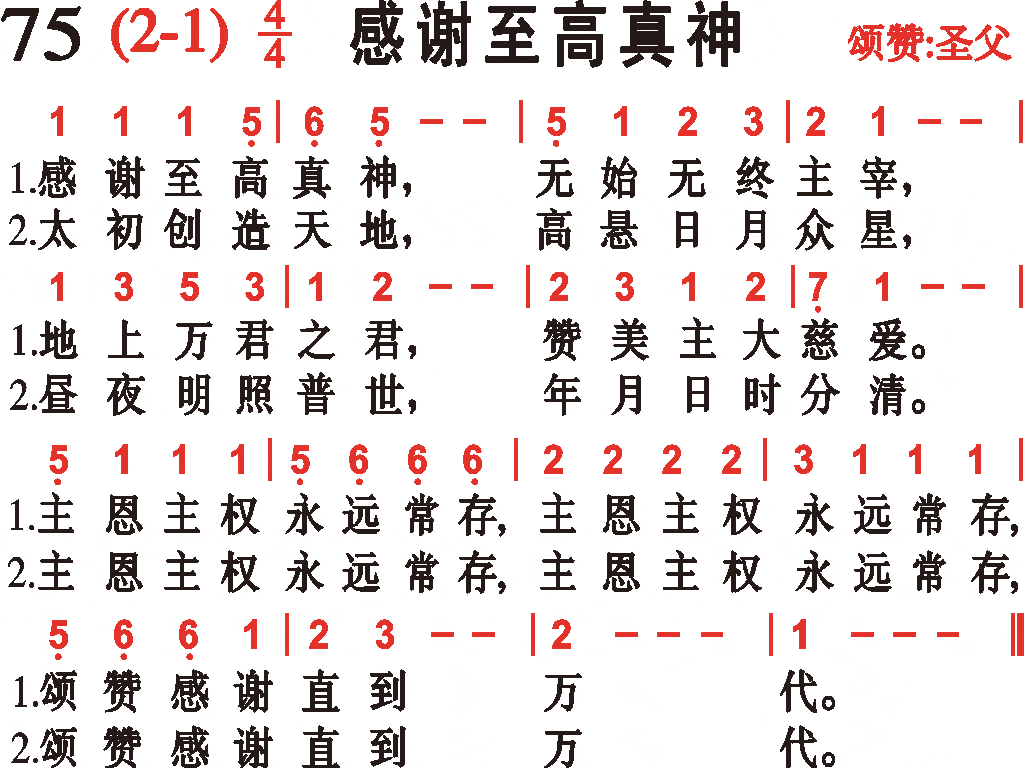 75 (2-1) 4/4 感谢至高真神 颂赞:圣父
1 1 1 5̣ | 6̣ 5̣ - - | 5̣ 1 2 3 | 2 1 - - |
1.感谢至高真神, 无始无终主宰,
2.太初创造天地, 高悬日月众星,
1 3 5 3 | 1 2 - - | 2 3 1 2 | 7̣ 1 - - |
1.地上万君之君, 赞美主大慈爱。
2.昼夜明照普世, 年月日时分清。
5̣ 1 1 1 | 5̣ 6̣ 6̣ 6̣ | 2 2 2 2 | 3 1 1 1 |
1.主恩主权永远常存, 主恩主权永远常存,
2.主恩主权永远常存, 主恩主权永远常存,
5̣ 6̣ 6̣ 1 | 2 3 - - | 2 - - - | 1 - - - ‖
1.颂赞感谢直到万代。
2.颂赞感谢直到万代。